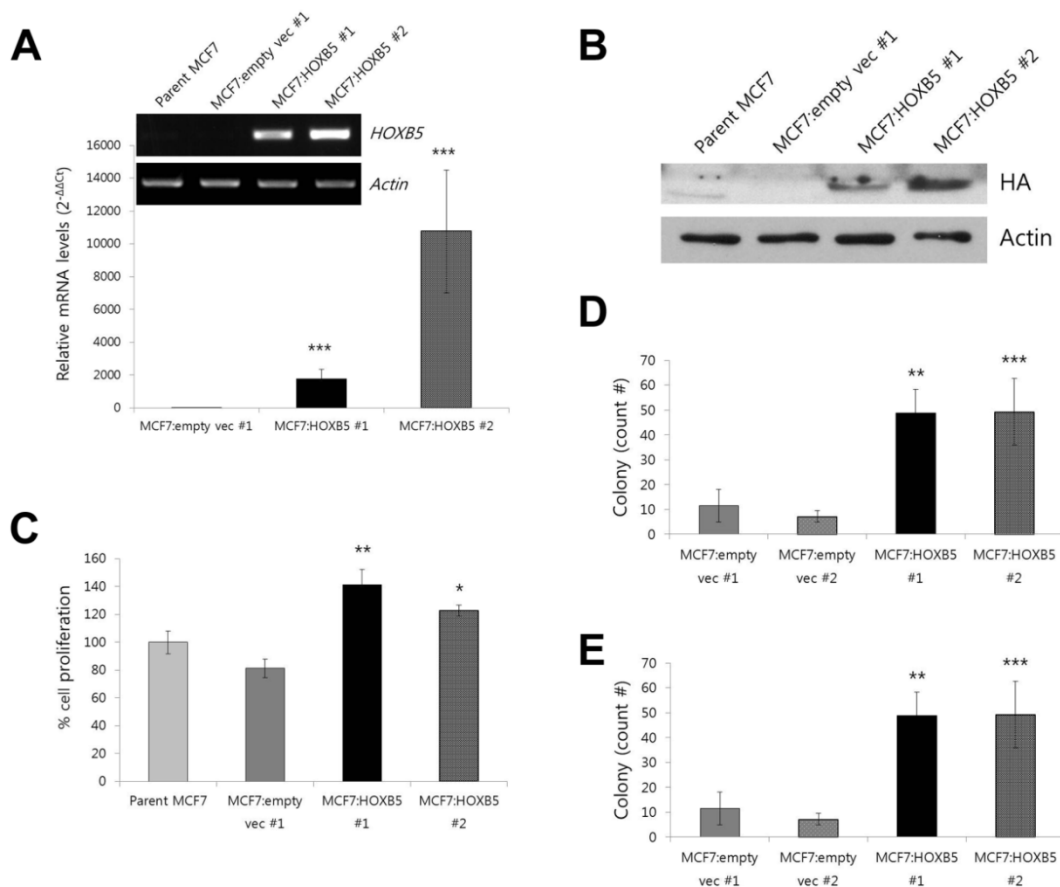 A
Parent MCF7
MCF7:empty vec #1
MCF7:HOXB5 #1
MCF7:HOXB5 #2
HOXB5
Actin
Relative mRNA levels (2-ΔΔCt)
16000
14000
12000
10000
8000
6000
4000
2000
0
***
***
MCF7:empty vec #1
MCF7:HOXB5 #1
MCF7:HOXB5 #2
B
Parent MCF7
MCF7:empty vec #1
MCF7:HOXB5 #1
MCF7:HOXB5 #2
HA
Actin
C
% cell proliferation
160
140
120
100
80
60
40
20
0
**
*
Parent MCF7
MCF7:empty
vec #1
MCF7:HOXB5
#1
MCF7:HOXB5
#2
D
Colony (count #)
70
60
50
40
30
20
10
0
**
***
MCF7:empty
vec #1
MCF7:empty
vec #2
MCF7:HOXB5
#1
MCF7:HOXB5
#2
E
Colony (count #)
70
60
50
40
30
20
10
0
**
***
MCF7:empty
vec #1
MCF7:empty
vec #2
MCF7:HOXB5
#1
MCF7:HOXB5
#2